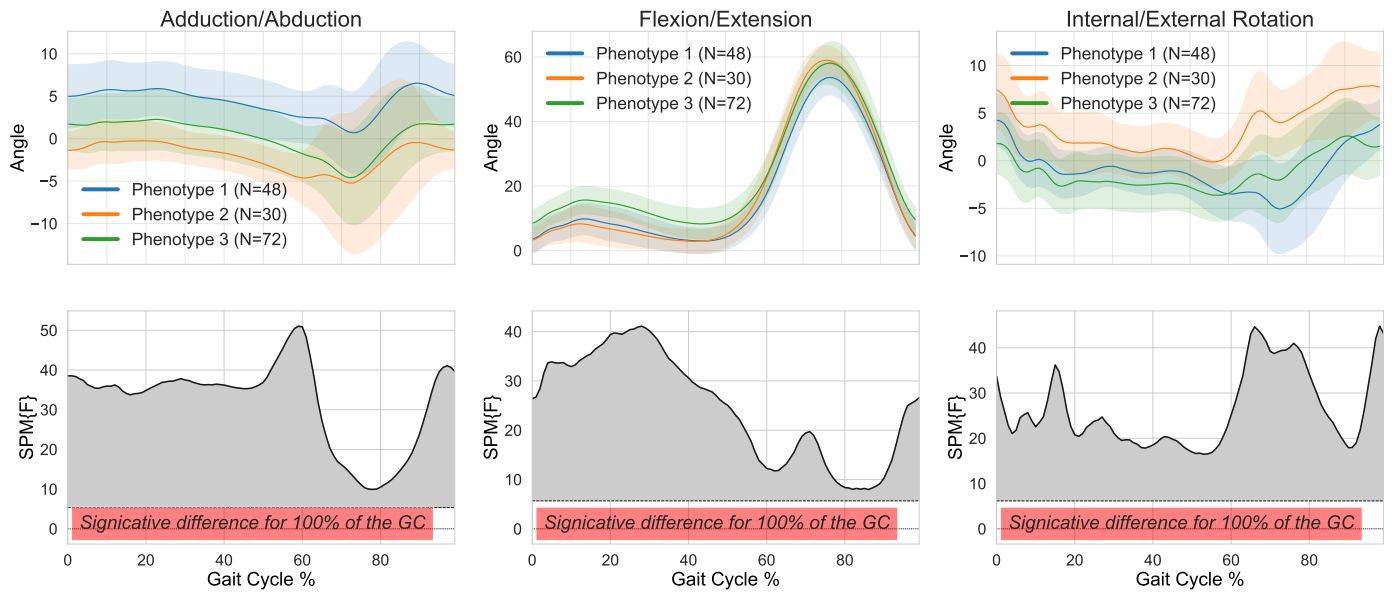 Adduction/Abduction
10
5
0
−5
−10
Angle
Phenotype 1 (N=48)
Phenotype 2 (N=30)
Phenotype 3 (N=72)
Flexion/Extension
60
40
20
0
Angle
Phenotype 1 (N=48)
Phenotype 2 (N=30)
Phenotype 3 (N=72)
Internal/External Rotation
10
5
0
−5
−10
Angle
Phenotype 1 (N=48)
Phenotype 2 (N=30)
Phenotype 3 (N=72)
50
40
30
20
10
0
SPM{F}
Signicative difference for 100% of the GC
0 20 40 60 80
Gait Cycle %
40
30
20
10
0
SPM{F}
Signicative difference for 100% of the GC
0 20 40 60 80
Gait Cycle %
40
30
20
10
0
SPM{F}
Signicative difference for 100% of the GC
0 20 40 60 80
Gait Cycle %